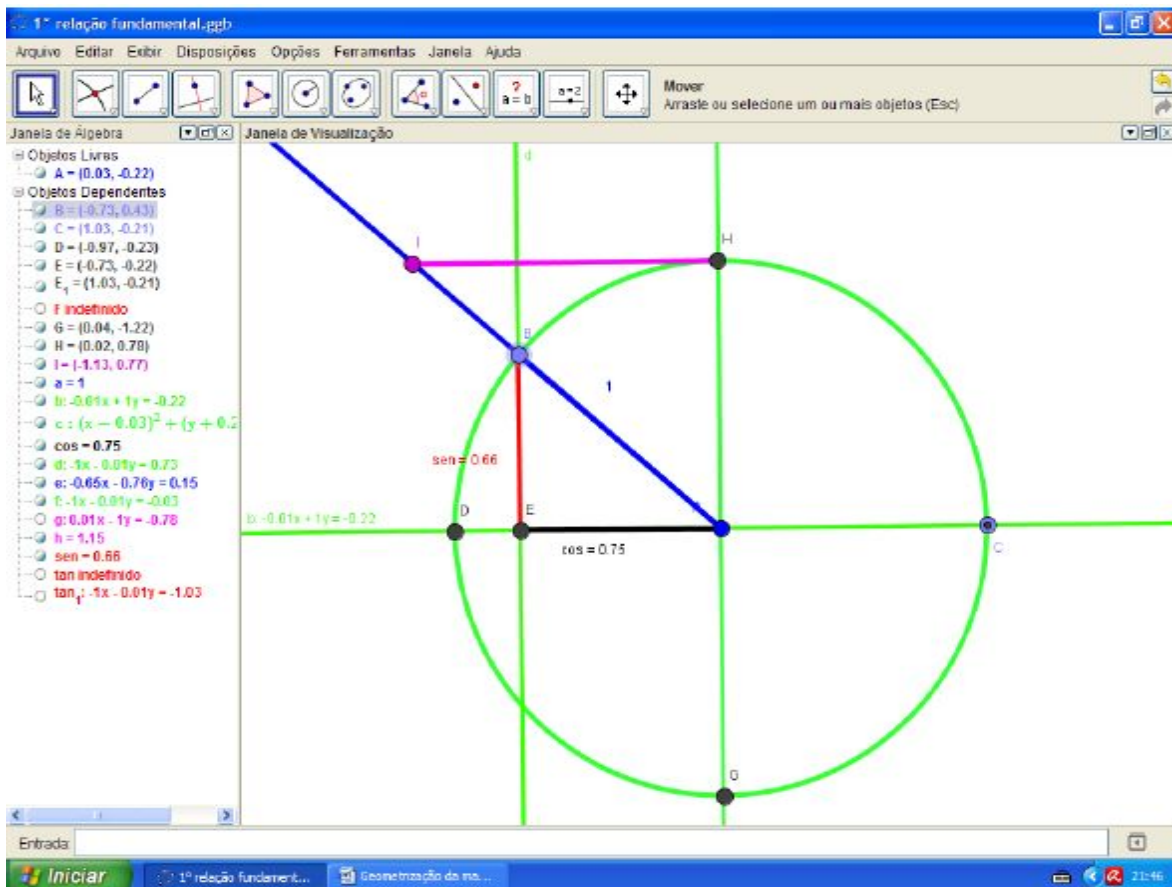 1° relação fundamental.ggb
Arquivo Editar Exibir Disposições Opções Ferramentas Janela Ajuda
? a = b
a=2
Mover
Arraste ou selecione um ou mais objetos (Esc)
Janela de Álgebra
Janela de Visualização
Objetos Livres
A = (0.03, -0.22)
Objetos Dependentes
B = (-0.73, 0.43)
C = (1.03, -0.21)
D = (-0.97, -0.23)
E = (-0.73, -0.22)
E₁ = (1.03, -0.21)
F indefinido
G = (0.04, -1.22)
H = (0.02, 0.78)
I = (-1.13, 0.77)
a = 1
b: -0.01x + 1y = -0.22
c : (x − 0.03)² + (y + 0.2
cos = 0.75
d: -1x - 0.01y = 0.73
e: -0.65x - 0.76y = 0.15
f: -1x - 0.01y = -0.03
g: 0.01x - 1y = -0.78
h = 1.15
sen = 0.66
tan indefinido
tan₁: -1x - 0.01y = -1.03
d
I
H
B
1
sen = 0.66
D
E
A
b: -0.01x + 1y = -0.22
cos = 0.75
C
G
Entrada:
Iniciar
1° relação fundament...
Geometrização da ma...
21:46